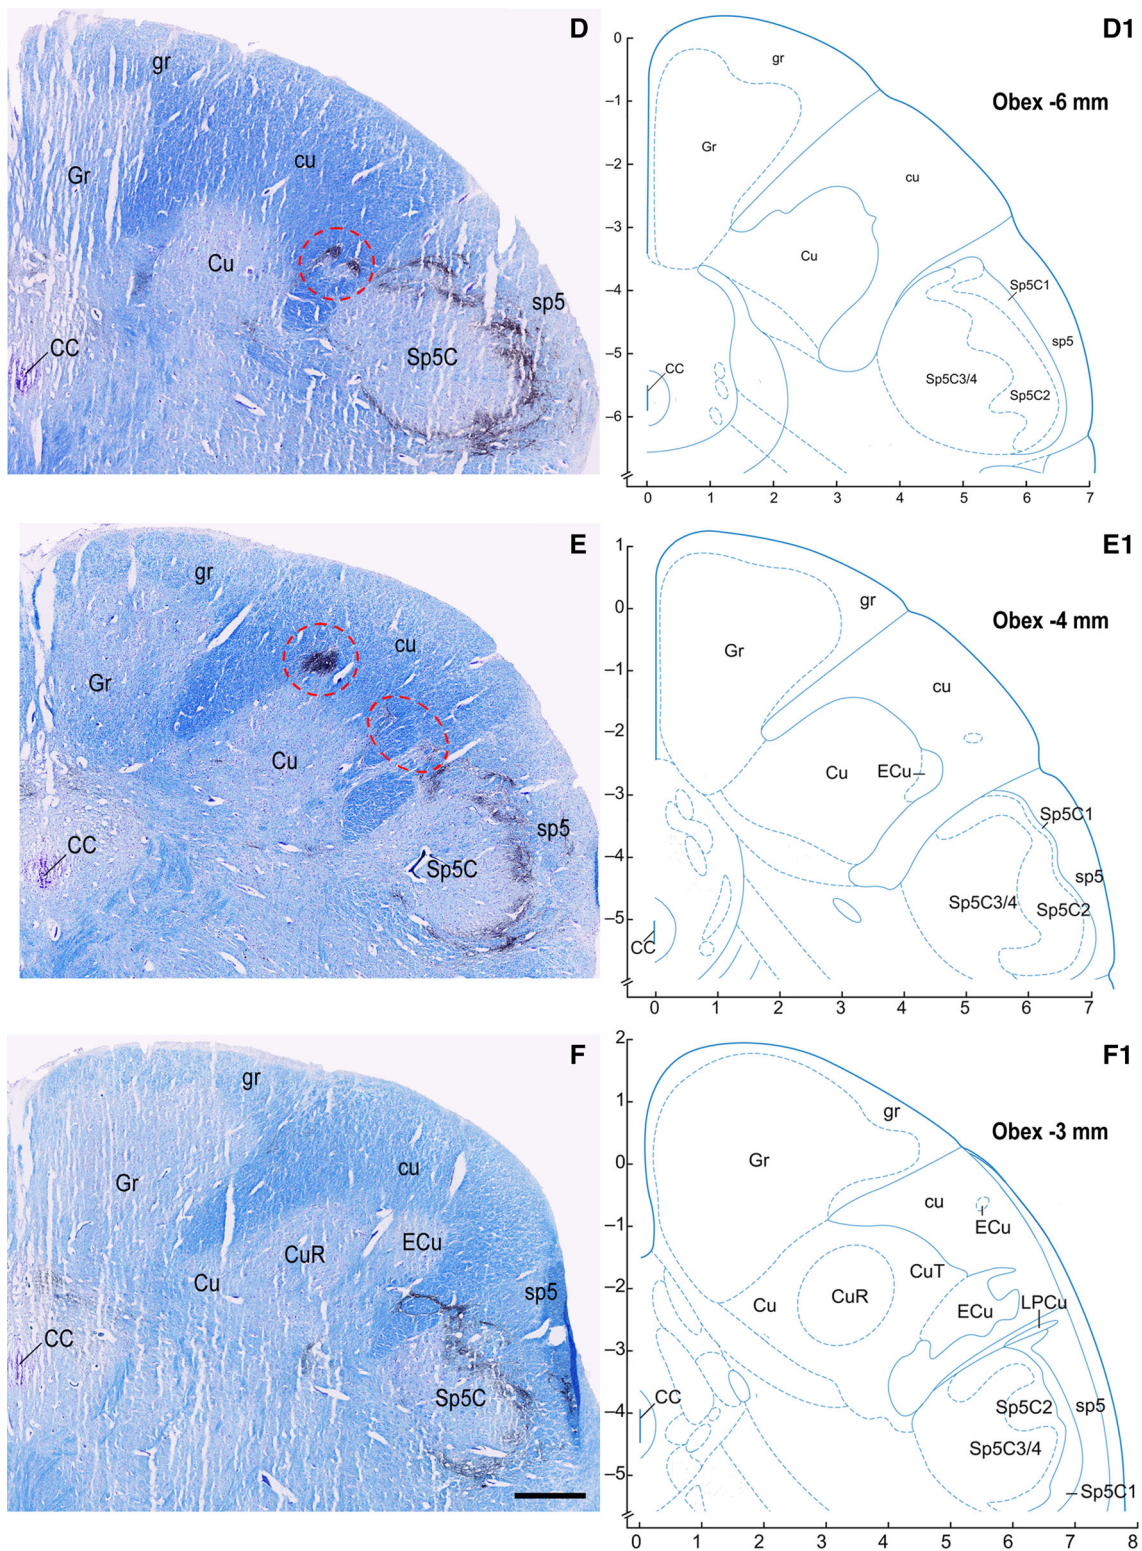 D
gr
cu
Gr
Cu
sp5
CC
Sp5C
D1
Obex -6 mm
0
gr
–1
Gr
–2
cu
–3
Cu
–4
Sp5C1
sp5
–5
CC
Sp5C3/4
Sp5C2
–6
0 1 2 3 4 5 6 7
E
gr
cu
Gr
Cu
sp5
CC
Sp5C
E1
1
Obex -4 mm
0
gr
Gr
–1
cu
–2
Cu
ECu
–3
Sp5C1
–4
sp5
Sp5C3/4
Sp5C2
–5
CC
0 1 2 3 4 5 6 7
F
gr
cu
Gr
ECu
CuR
Cu
sp5
CC
Sp5C
2
F1
1
gr
Obex -3 mm
0
Gr
cu
ECu
–1
CuT
–2
Cu
CuR
ECu
LPCu
–3
CC
Sp5C2
sp5
–4
Sp5C3/4
–5
Sp5C1
0 1 2 3 4 5 6 7 8